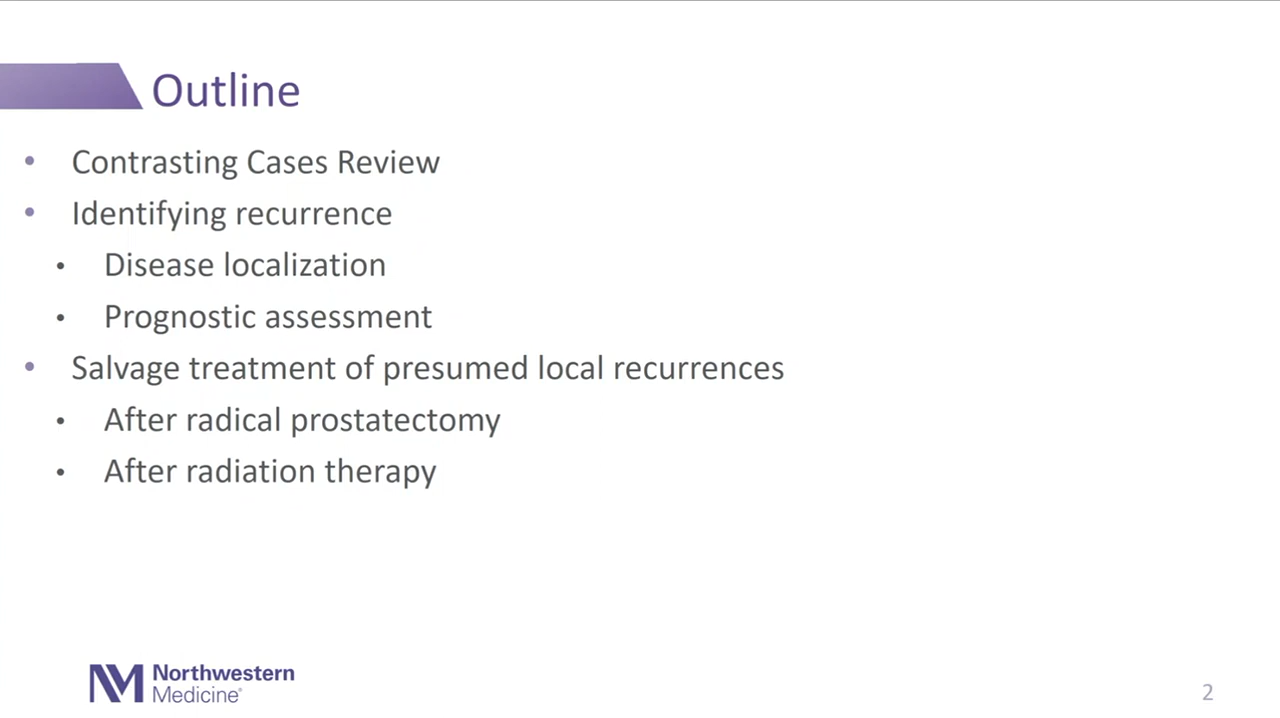 Outline
• Contrasting Cases Review
• Identifying recurrence
• Disease localization
• Prognostic assessment
• Salvage treatment of presumed local recurrences
• After radical prostatectomy
• After radiation therapy
NM Northwestern
Medicine®
2